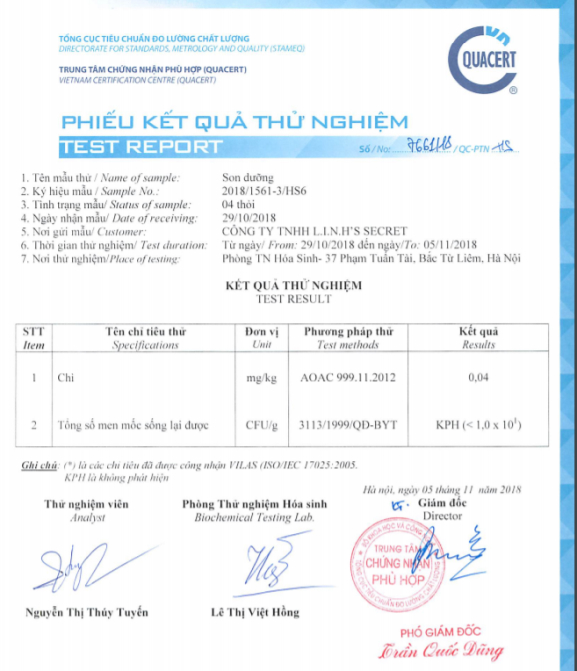 TỔNG CỤC TIÊU CHUẨN ĐO LƯỜNG CHẤT LƯỢNG
DIRECTORATE FOR STANDARDS, METROLOGY AND QUALITY (STAMEQ)
TRUNG TÂM CHỨNG NHẬN PHÙ HỢP (QUACERT)
VIETNAM CERTIFICATION CENTRE (QUACERT)
QUACERT
®
PHIẾU KẾT QUẢ THỬ NGHIỆM
TEST REPORT
Số / No: 7661HS /QC-PTN HS
1. Tên mẫu thử / Name of sample: Son dưỡng
2. Ký hiệu mẫu / Sample No.: 2018/1561-3/HS6
3. Tình trạng mẫu/ Status of sample: 04 thỏi
4. Ngày nhận mẫu/ Date of receiving: 29/10/2018
5. Nơi gửi mẫu/ Customer: CÔNG TY TNHH L.I.N.H'S SECRET
6. Thời gian thử nghiệm/ Test duration: Từ ngày/ From: 29/10/2018 đến ngày/To: 05/11/2018
7. Nơi thử nghiệm/Place of testing: Phòng TN Hóa Sinh- 37 Phạm Tuấn Tài, Bắc Từ Liêm, Hà Nội
KẾT QUẢ THỬ NGHIỆM
TEST RESULT
STT Tên chỉ tiêu thử Đơn vị Phương pháp thử Kết quả
Item Specifications Unit Test methods Results
1 Chì mg/kg AOAC 999.11.2012 0,04
2 Tổng số men mốc sống lại được CFU/g 3113/1999/QĐ-BYT KPH (< 1,0 x 10¹)
Ghi chú: (*) là các chỉ tiêu đã được công nhận VILAS (ISO/IEC 17025:2005.
KPH là không phát hiện
Hà nội, ngày 05 tháng 11 năm 2018
Thử nghiệm viên Phòng Thử nghiệm Hóa sinh Giám đốc
Analyst Biochemical Testing Lab. Director
TRUNG TÂM
CHỨNG NHẬN
PHÙ HỢP
Nguyễn Thị Thúy Tuyến Lê Thị Việt Hồng
PHÓ GIÁM ĐỐC
Trần Quốc Dũng